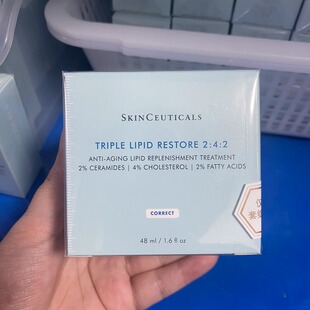 SKINCEUTICALS
TRIPLE LIPID RESTORE 2:4:2
ANTI-AGING LIPID REPLENISHMENT TREATMENT
2% CERAMIDES | 4% CHOLESTEROL | 2% FATTY ACIDS
CORRECT
48 ml / 1.6 fl oz